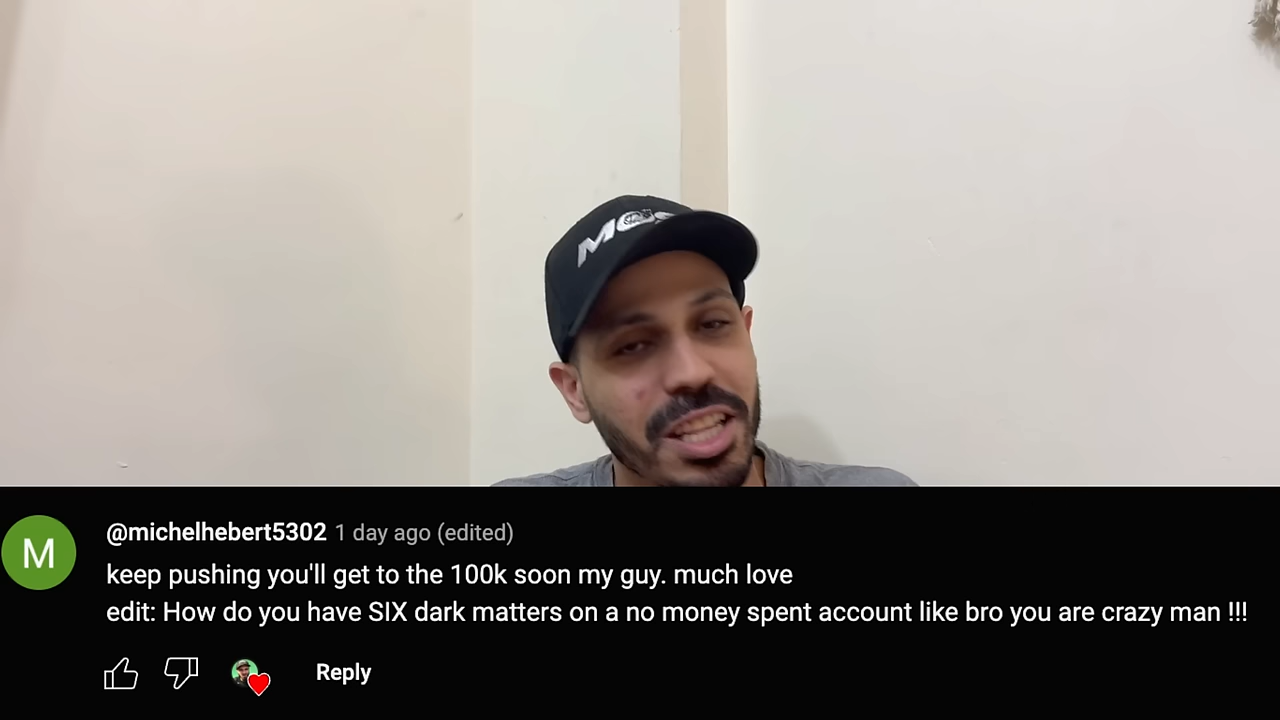 M
@michelhebert5302 1 day ago (edited)
keep pushing you'll get to the 100k soon my guy. much love
edit: How do you have SIX dark matters on a no money spent account like bro you are crazy man !!!
Reply